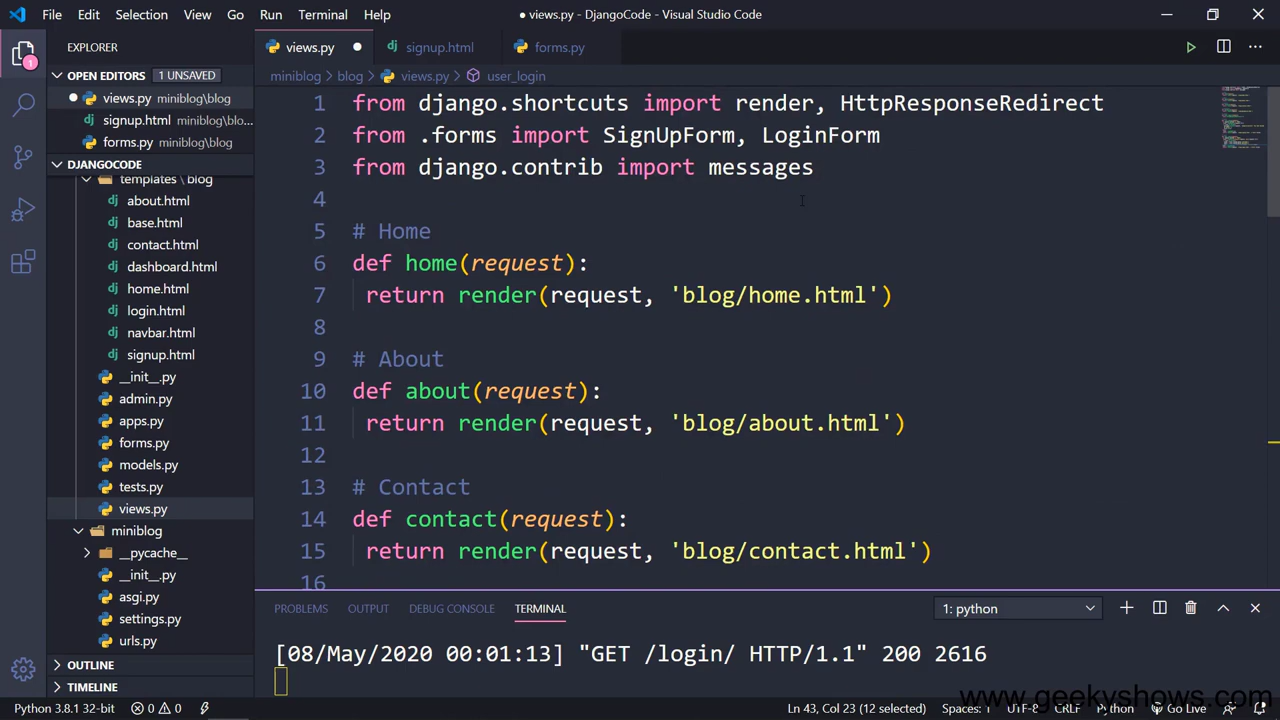 File Edit Selection View Go Run Terminal Help
● views.py - DjangoCode - Visual Studio Code
EXPLORER
views.py
signup.html
forms.py
OPEN EDITORS 1 UNSAVED
miniblog > blog > views.py > user_login
views.py miniblog\blog
signup.html miniblog\blo...
forms.py miniblog\blog
DJANGOCODE
templates \ blog
about.html
base.html
contact.html
dashboard.html
home.html
login.html
navbar.html
signup.html
__init__.py
admin.py
apps.py
forms.py
models.py
tests.py
views.py
miniblog
__pycache__
__init__.py
asgi.py
settings.py
urls.py
OUTLINE
TIMELINE
1 from django.shortcuts import render, HttpResponseRedirect
2 from .forms import SignUpForm, LoginForm
3 from django.contrib import messages
4
5 # Home
6 def home(request):
7 return render(request, 'blog/home.html')
8
9 # About
10 def about(request):
11 return render(request, 'blog/about.html')
12
13 # Contact
14 def contact(request):
15 return render(request, 'blog/contact.html')
16
PROBLEMS OUTPUT DEBUG CONSOLE TERMINAL 1: python
[08/May/2020 00:01:13] "GET /login/ HTTP/1.1" 200 2616
www.geekyshows.com
Python 3.8.1 32-bit 0 0 Ln 43, Col 23 (12 selected) Spaces: 1 UTF-8 CRLF Python Go Live